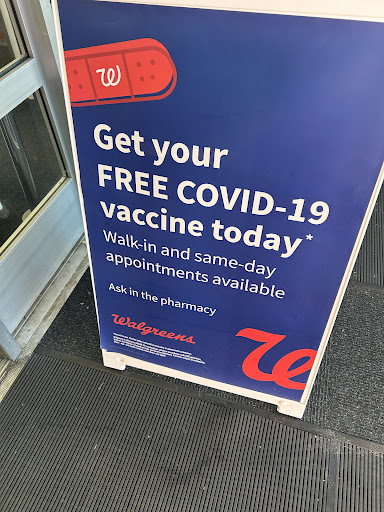 W
Get your
FREE COVID-19
vaccine today*
Walk-in and same-day
appointments available
Ask in the pharmacy
Walgreens
W